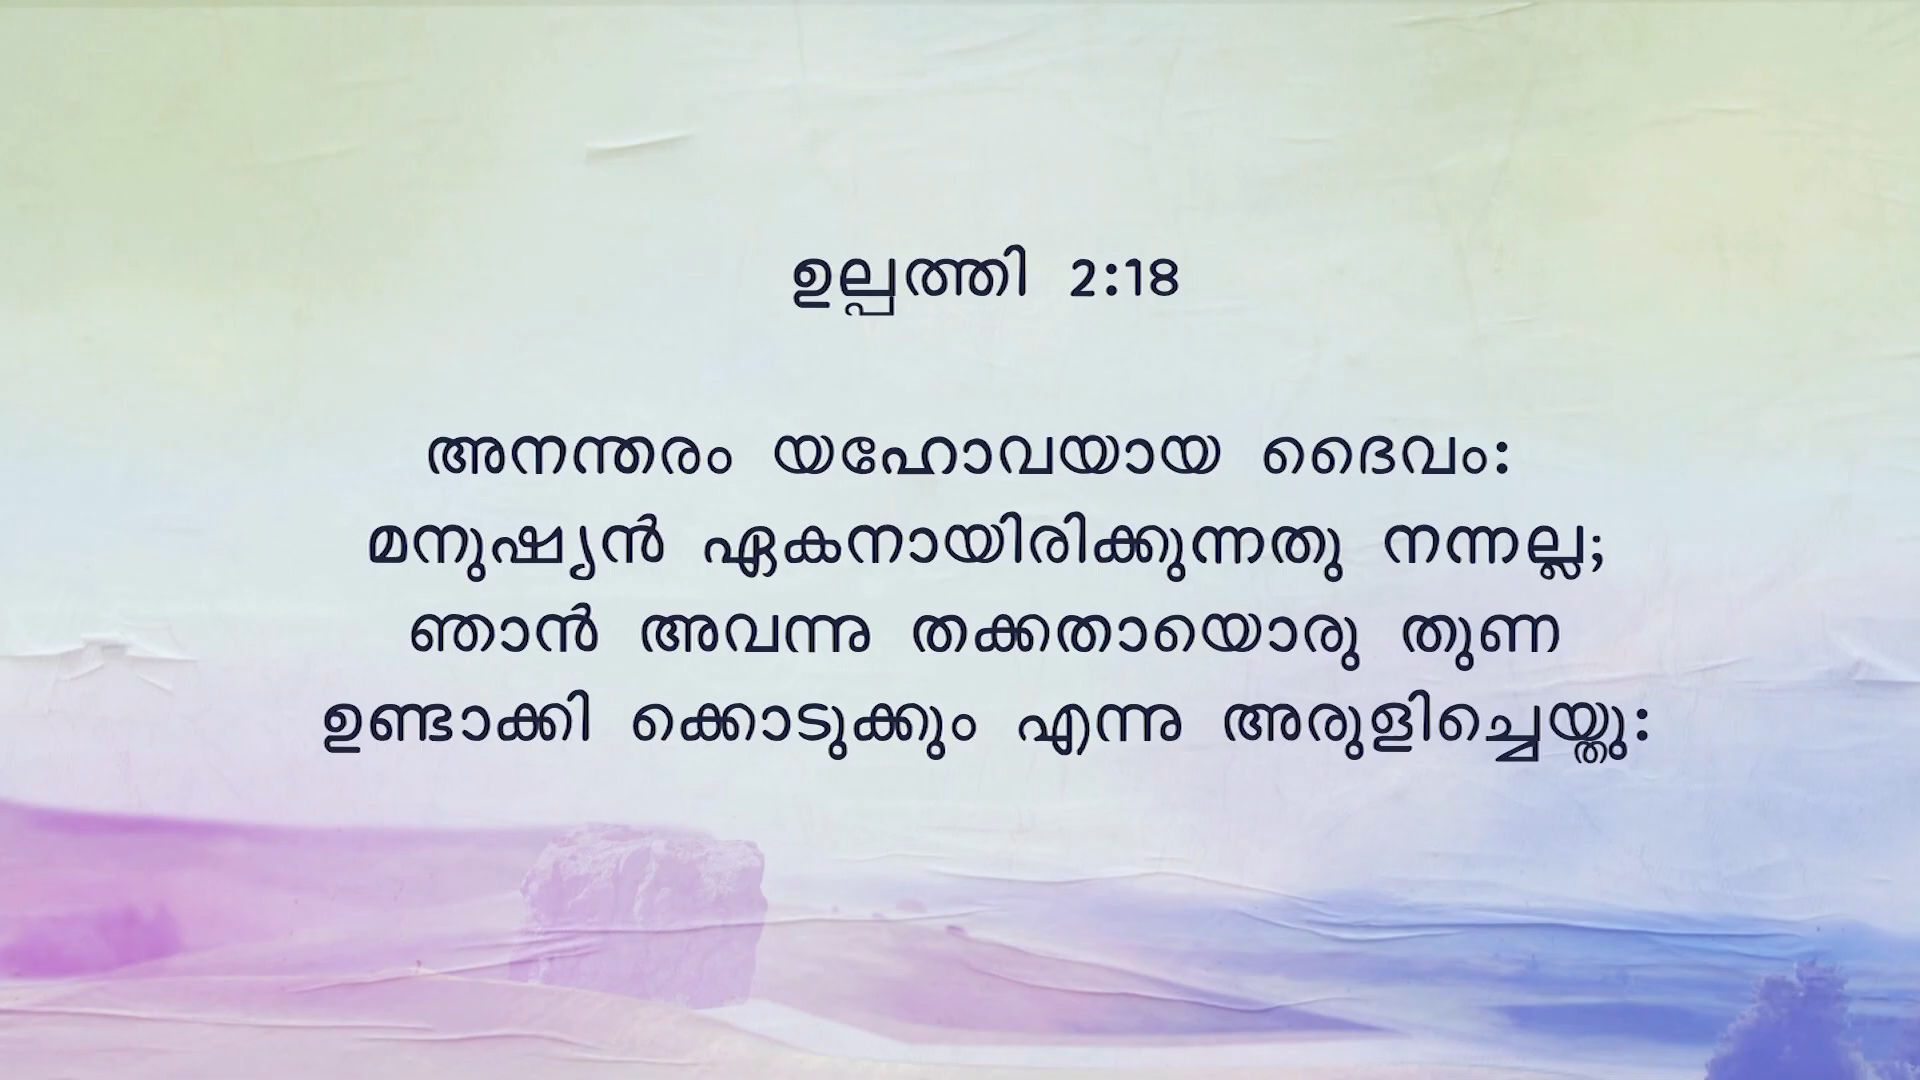 ഉല്പത്തി 2:18
അനന്തരം യഹോവയായ ദൈവം:
മനുഷ്യൻ ഏകനായിരിക്കുന്നതു നന്നല്ല;
ഞാൻ അവന്നു തക്കതായൊരു തുണ
ഉണ്ടാക്കി ക്കൊടുക്കും എന്നു അരുളിച്ചെയ്തു: